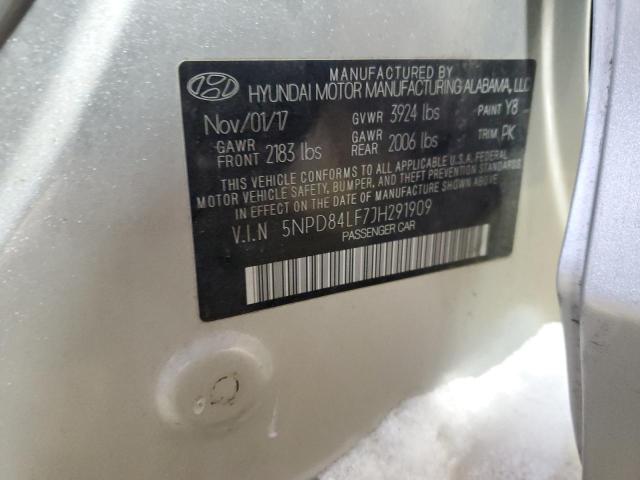 MANUFACTURED BY
HYUNDAI MOTOR MANUFACTURING ALABAMA, LLC
Nov/01/17 GVWR 3924 lbs PAINT Y8
GAWR FRONT 2183 lbs GAWR REAR 2006 lbs TRIM PK
THIS VEHICLE CONFORMS TO ALL APPLICABLE U.S.A. FEDERAL
MOTOR VEHICLE SAFETY, BUMPER, AND THEFT PREVENTION STANDARDS
IN EFFECT ON THE DATE OF MANUFACTURE SHOWN ABOVE.
V.I.N 5NPD84LF7JH291909
PASSENGER CAR